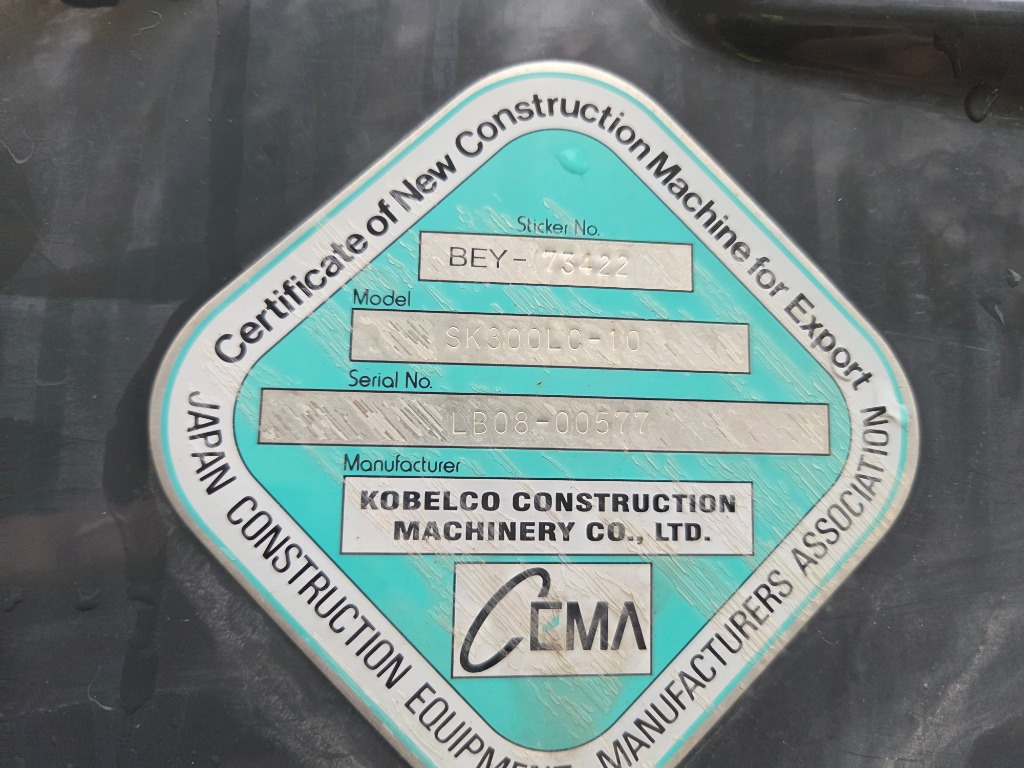 Certificate of New Construction Machine for Export
Sticker No.
BEY- 73422
Model
SK300LC-10
Serial No.
LB08-00577
Manufacturer
KOBELCO CONSTRUCTION
MACHINERY CO., LTD.
CEMA
JAPAN CONSTRUCTION EQUIPMENT MANUFACTURERS ASSOCIATION